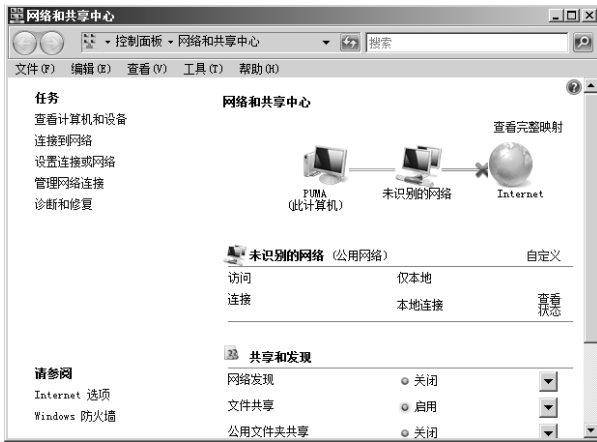 网络和共享中心
控制面板 网络和共享中心
搜索
文件(F) 编辑(E) 查看(V) 工具(T) 帮助(H)
任务
查看计算机和设备
连接到网络
设置连接或网络
管理网络连接
诊断和修复
请参阅
Internet 选项
Windows 防火墙
网络和共享中心
查看完整映射
PUMA
(此计算机)
未识别的网络
Internet
未识别的网络 (公用网络) 自定义
访问 仅本地
连接 本地连接 查看
状态
共享和发现
网络发现 关闭
文件共享 启用
公用文件夹共享 关闭